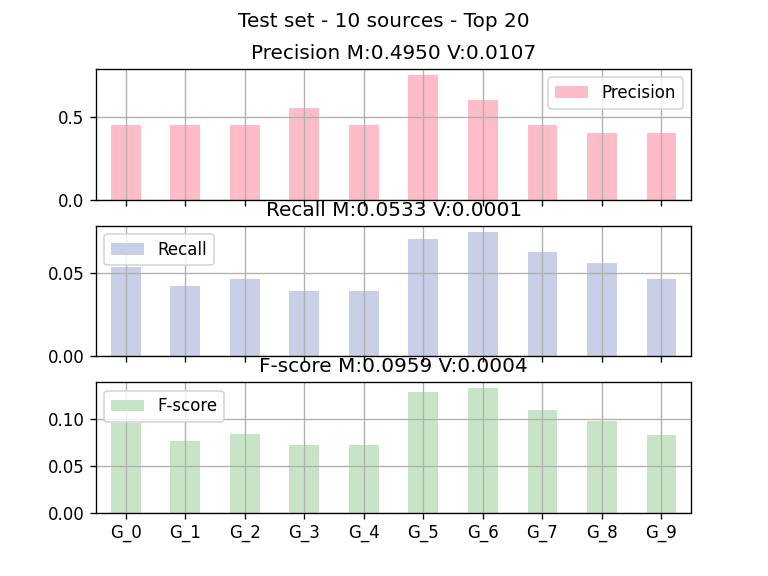 Test set - 10 sources - Top 20
Precision M:0.4950 V:0.0107
Precision
0.5
0.0
Recall M:0.0533 V:0.0001
Recall
0.05
0.00
F-score M:0.0959 V:0.0004
F-score
0.10
0.05
0.00
G_0 G_1 G_2 G_3 G_4 G_5 G_6 G_7 G_8 G_9